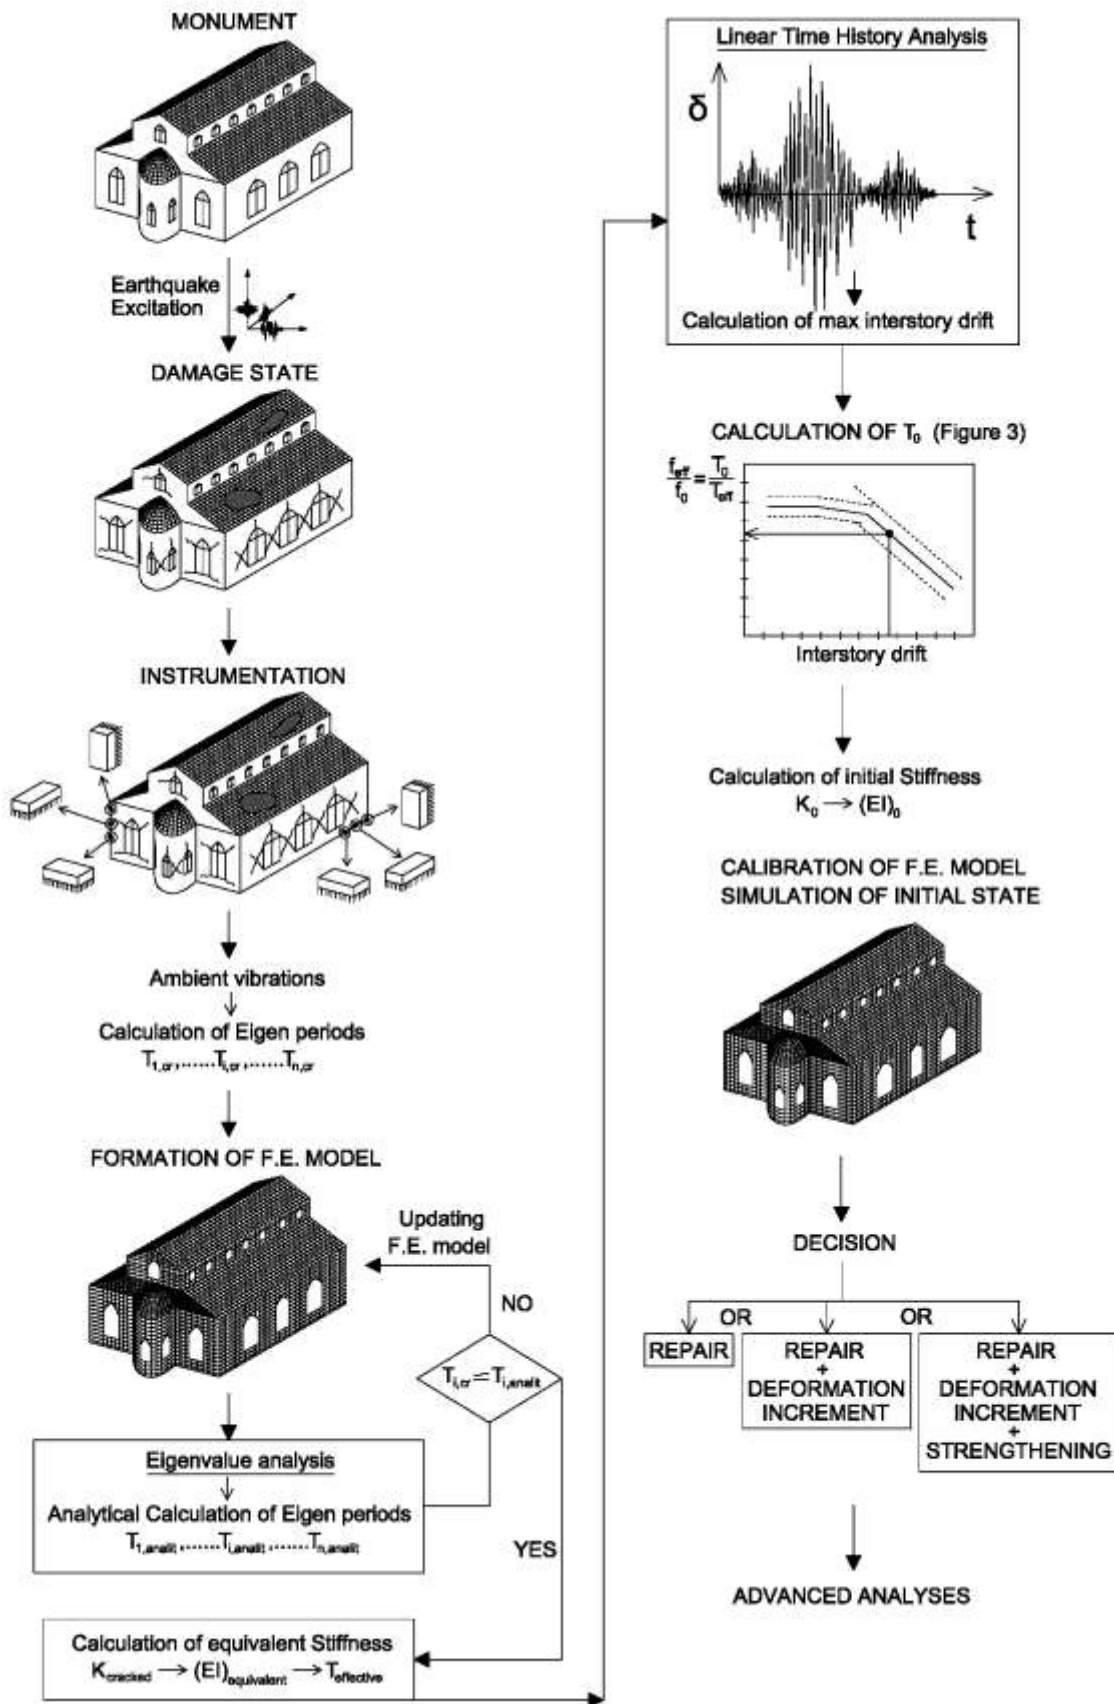 MONUMENT
Earthquake
Excitation
DAMAGE STATE
INSTRUMENTATION
Ambient vibrations
Calculation of Eigen periods
T1,cr,......Ti,cr,......Tn,cr
FORMATION OF F.E. MODEL
Updating
F.E. model
NO
Ti,cr = Ti,analit
Eigenvalue analysis
Analytical Calculation of Eigen periods
T1,analit,......Ti,analit,......Tn,analit
YES
Calculation of equivalent Stiffness
Kcracked → (EI)equivalent → Teffective
Linear Time History Analysis
δ
t
Calculation of max interstory drift
CALCULATION OF T0 (Figure 3)
feff/f0 = T0/Teff
Interstory drift
Calculation of initial Stiffness
K0 → (EI)0
CALIBRATION OF F.E. MODEL
SIMULATION OF INITIAL STATE
DECISION
OR OR
REPAIR
REPAIR
+
DEFORMATION
INCREMENT
REPAIR
+
DEFORMATION
INCREMENT
+
STRENGTHENING
ADVANCED ANALYSES